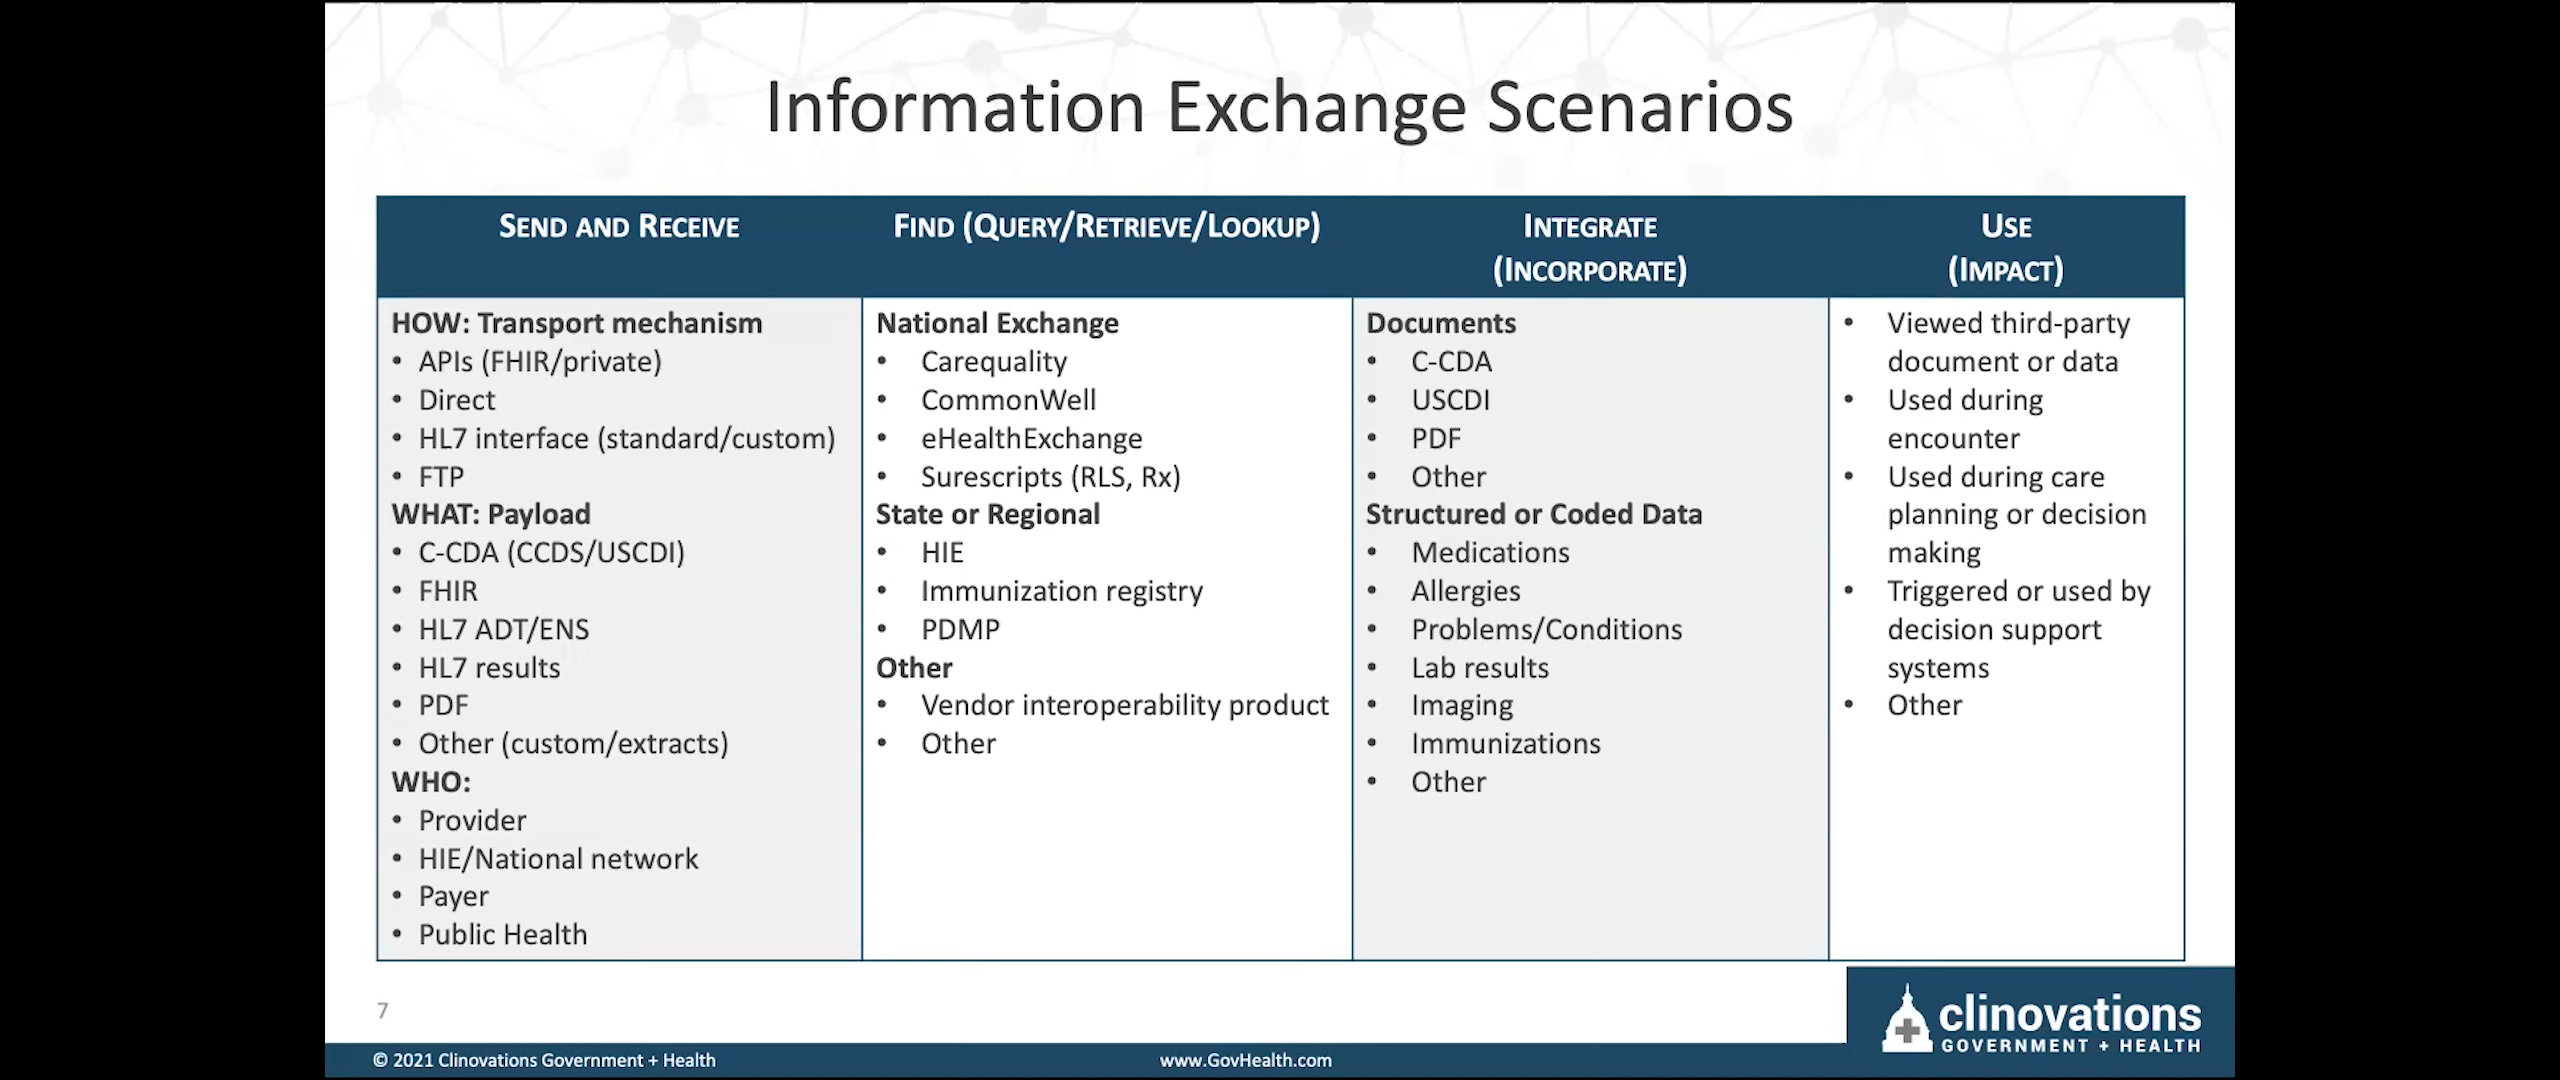 Information Exchange Scenarios
SEND AND RECEIVE
FIND (QUERY/RETRIEVE/LOOKUP)
INTEGRATE
(INCORPORATE)
USE
(IMPACT)
HOW: Transport mechanism
• APIs (FHIR/private)
• Direct
• HL7 interface (standard/custom)
• FTP
WHAT: Payload
• C-CDA (CCDS/USCDI)
• FHIR
• HL7 ADT/ENS
• HL7 results
• PDF
• Other (custom/extracts)
WHO:
• Provider
• HIE/National network
• Payer
• Public Health
National Exchange
• Carequality
• CommonWell
• eHealthExchange
• Surescripts (RLS, Rx)
State or Regional
• HIE
• Immunization registry
• PDMP
Other
• Vendor interoperability product
• Other
Documents
• C-CDA
• USCDI
• PDF
• Other
Structured or Coded Data
• Medications
• Allergies
• Problems/Conditions
• Lab results
• Imaging
• Immunizations
• Other
• Viewed third-party
document or data
• Used during
encounter
• Used during care
planning or decision
making
• Triggered or used by
decision support
systems
• Other
7
clinovations
GOVERNMENT + HEALTH
© 2021 Clinovations Government + Health
www.GovHealth.com